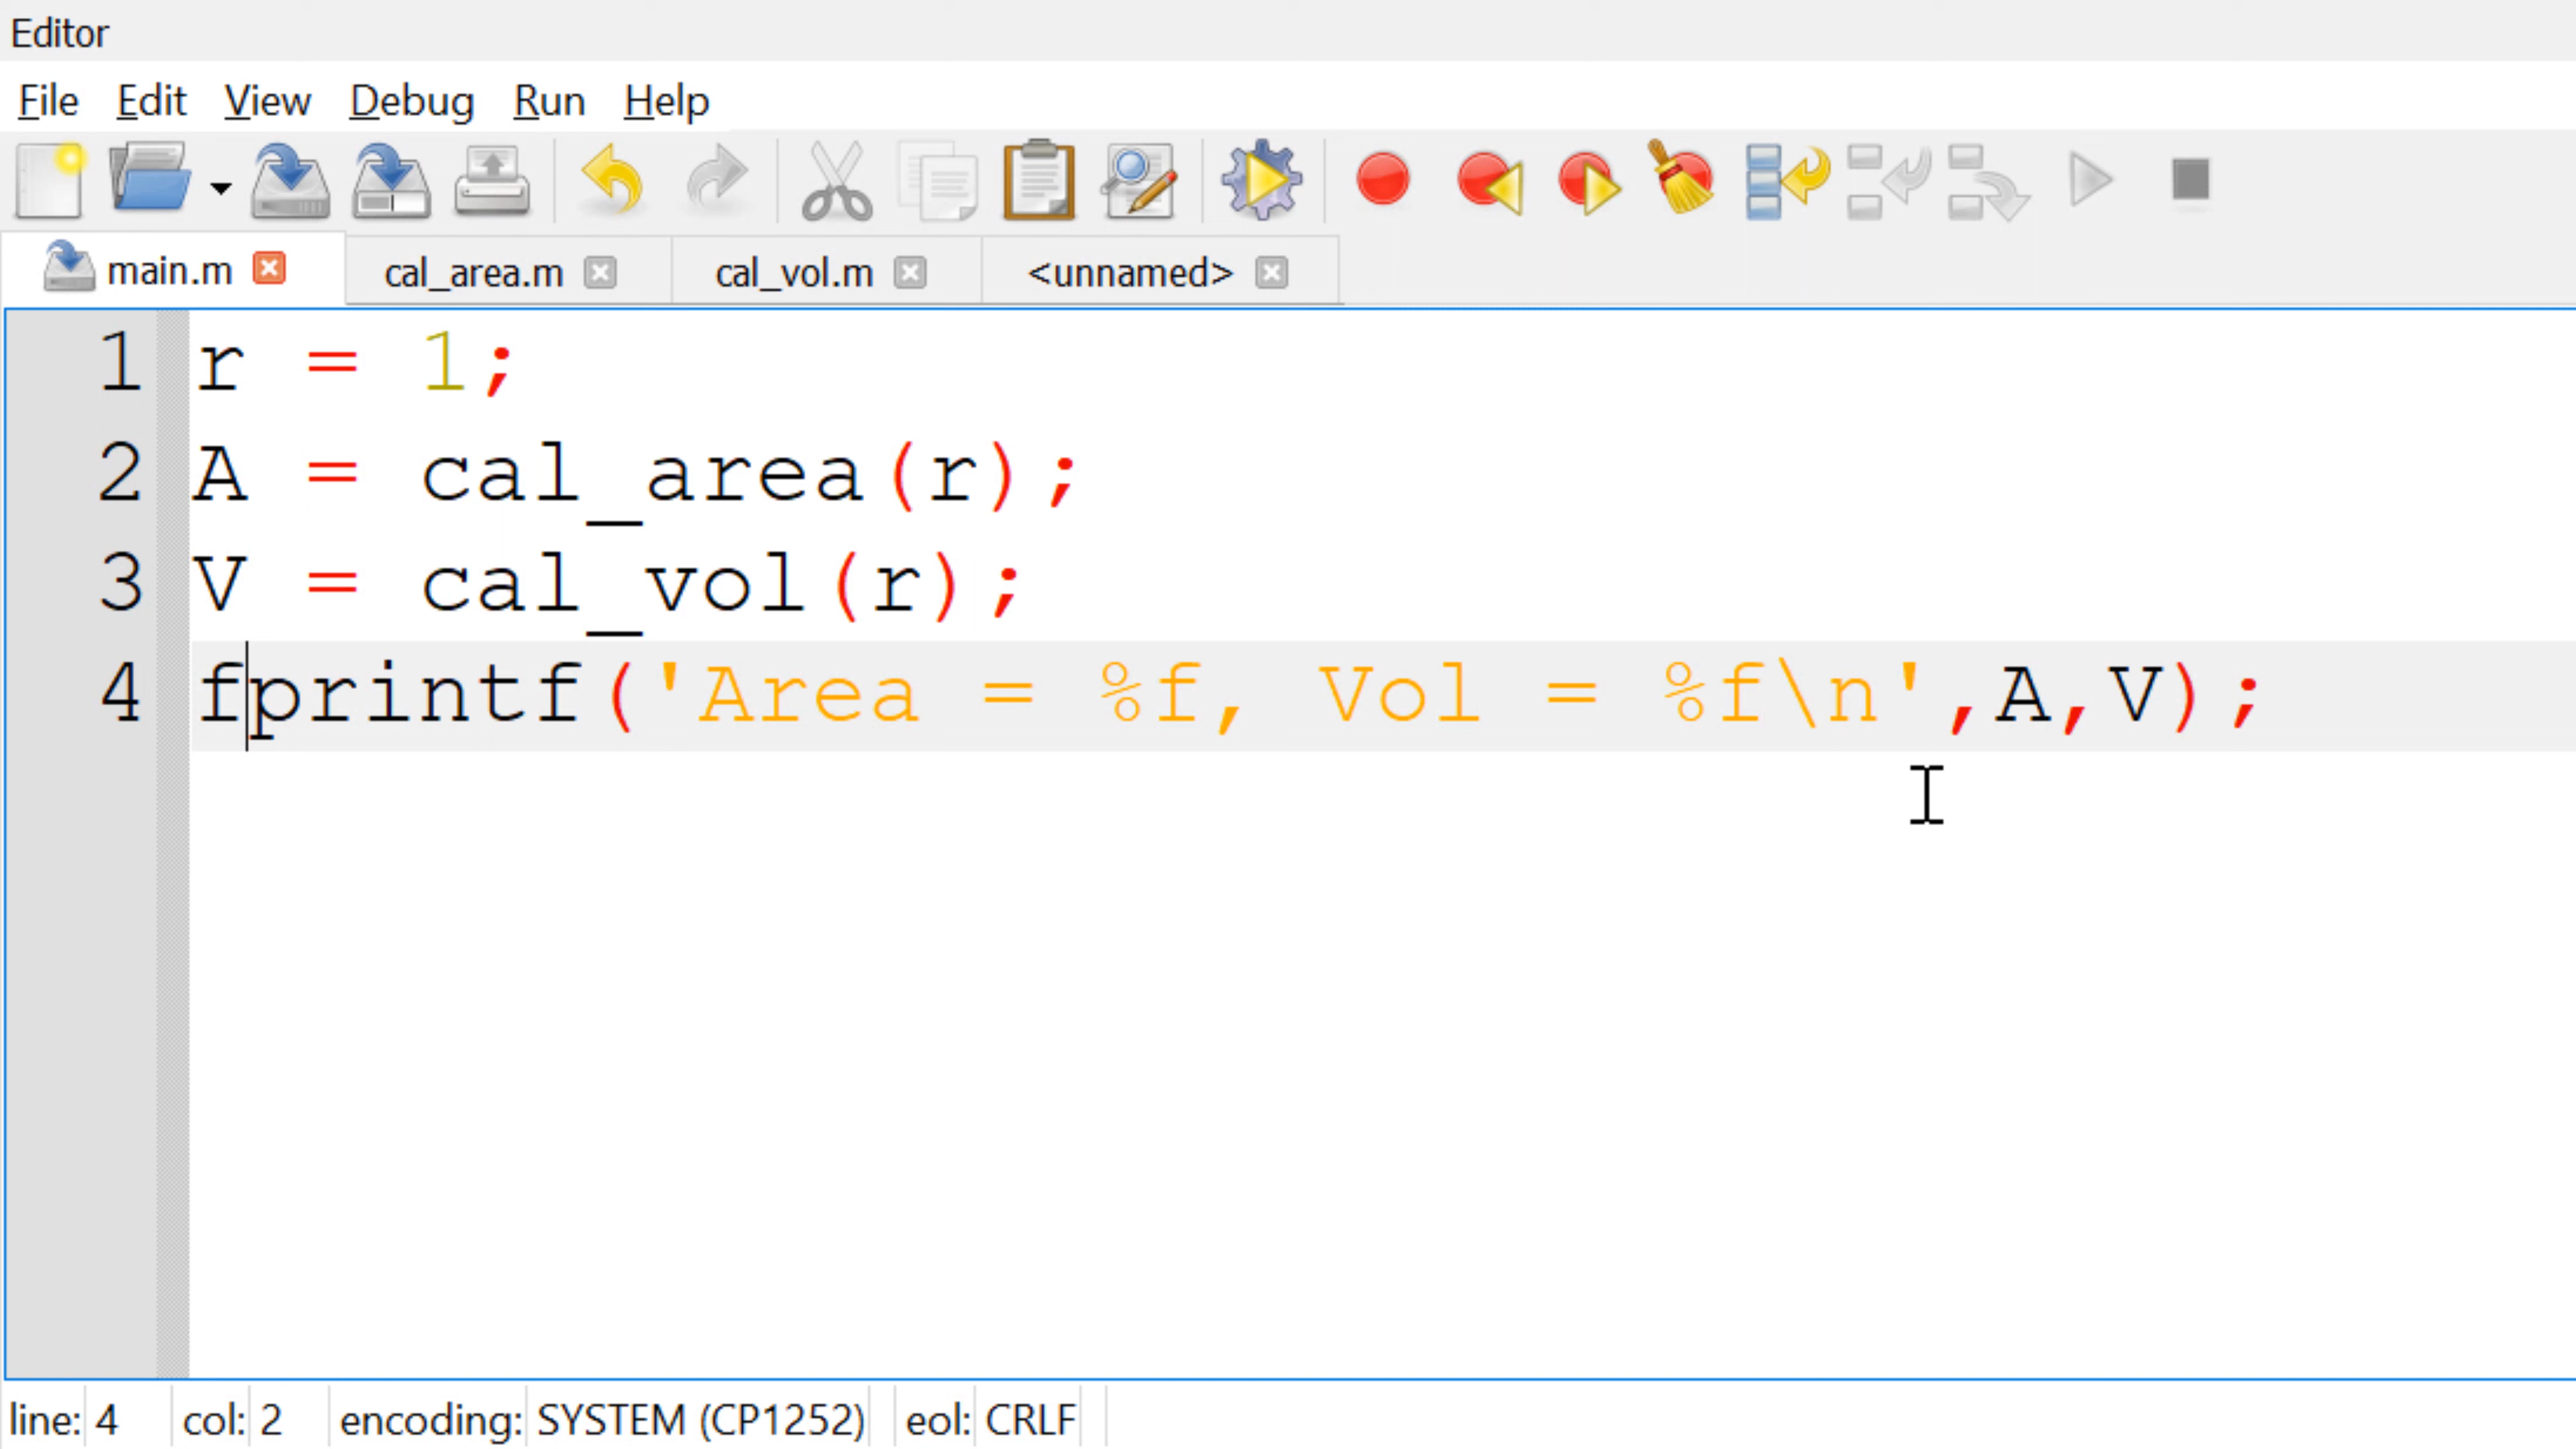 Editor
File Edit View Debug Run Help
main.m cal_area.m cal_vol.m <unnamed>
1 r = 1;
2 A = cal_area(r);
3 V = cal_vol(r);
4 fprintf('Area = %f, Vol = %f\n',A,V);
line: 4 col: 2 encoding: SYSTEM (CP1252) eol: CRLF